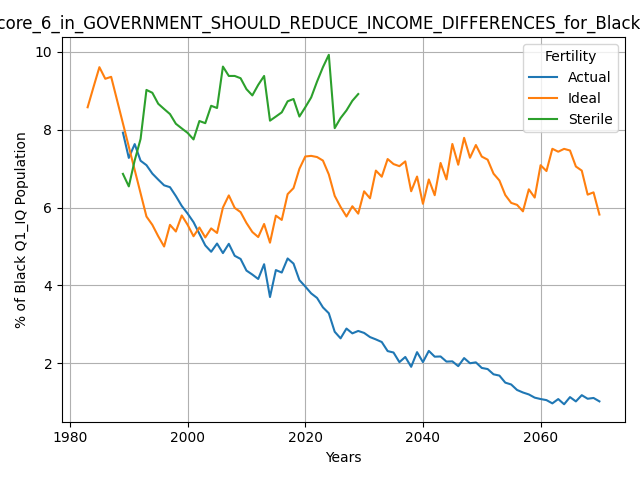 core_6_in_GOVERNMENT_SHOULD_REDUCE_INCOME_DIFFERENCES_for_Black
Fertility
Actual
Ideal
Sterile
% of Black Q1_IQ Population
10
8
6
4
2
1980
2000
2020
2040
2060
Years